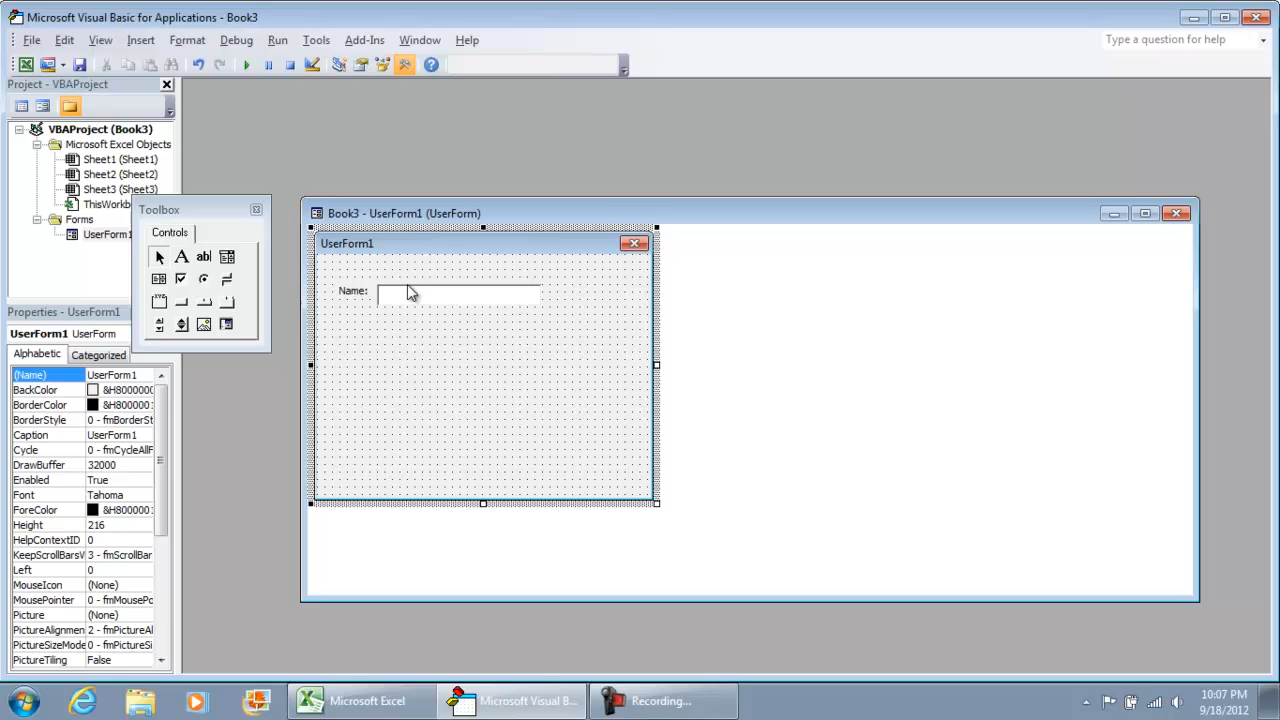 Microsoft Visual Basic for Applications - Book3
File Edit View Insert Format Debug Run Tools Add-Ins Window Help
Type a question for help
Project - VBAProject
VBAProject (Book3)
Microsoft Excel Objects
Sheet1 (Sheet1)
Sheet2 (Sheet2)
Sheet3 (Sheet3)
ThisWorkb
Forms
UserForm1
Toolbox
Controls
A abl
Book3 - UserForm1 (UserForm)
UserForm1
Name:
Properties - UserForm1
UserForm1 UserForm
Alphabetic Categorized
(Name) UserForm1
BackColor &H800000
BorderColor &H8000001
BorderStyle 0 - fmBorderSt
Caption UserForm1
Cycle 0 - fmCycleAllF
DrawBuffer 32000
Enabled True
Font Tahoma
ForeColor &H8000001
Height 216
HelpContextID 0
KeepScrollBarsV 3 - fmScrollBar
Left 0
MouseIcon (None)
MousePointer 0 - fmMousePo
Picture (None)
PictureAlignmen 2 - fmPictureAl
PictureSizeMode 0 - fmPictureSi
PictureTiling False
Microsoft Excel
Microsoft Visual B...
Recording...
10:07 PM
9/18/2012